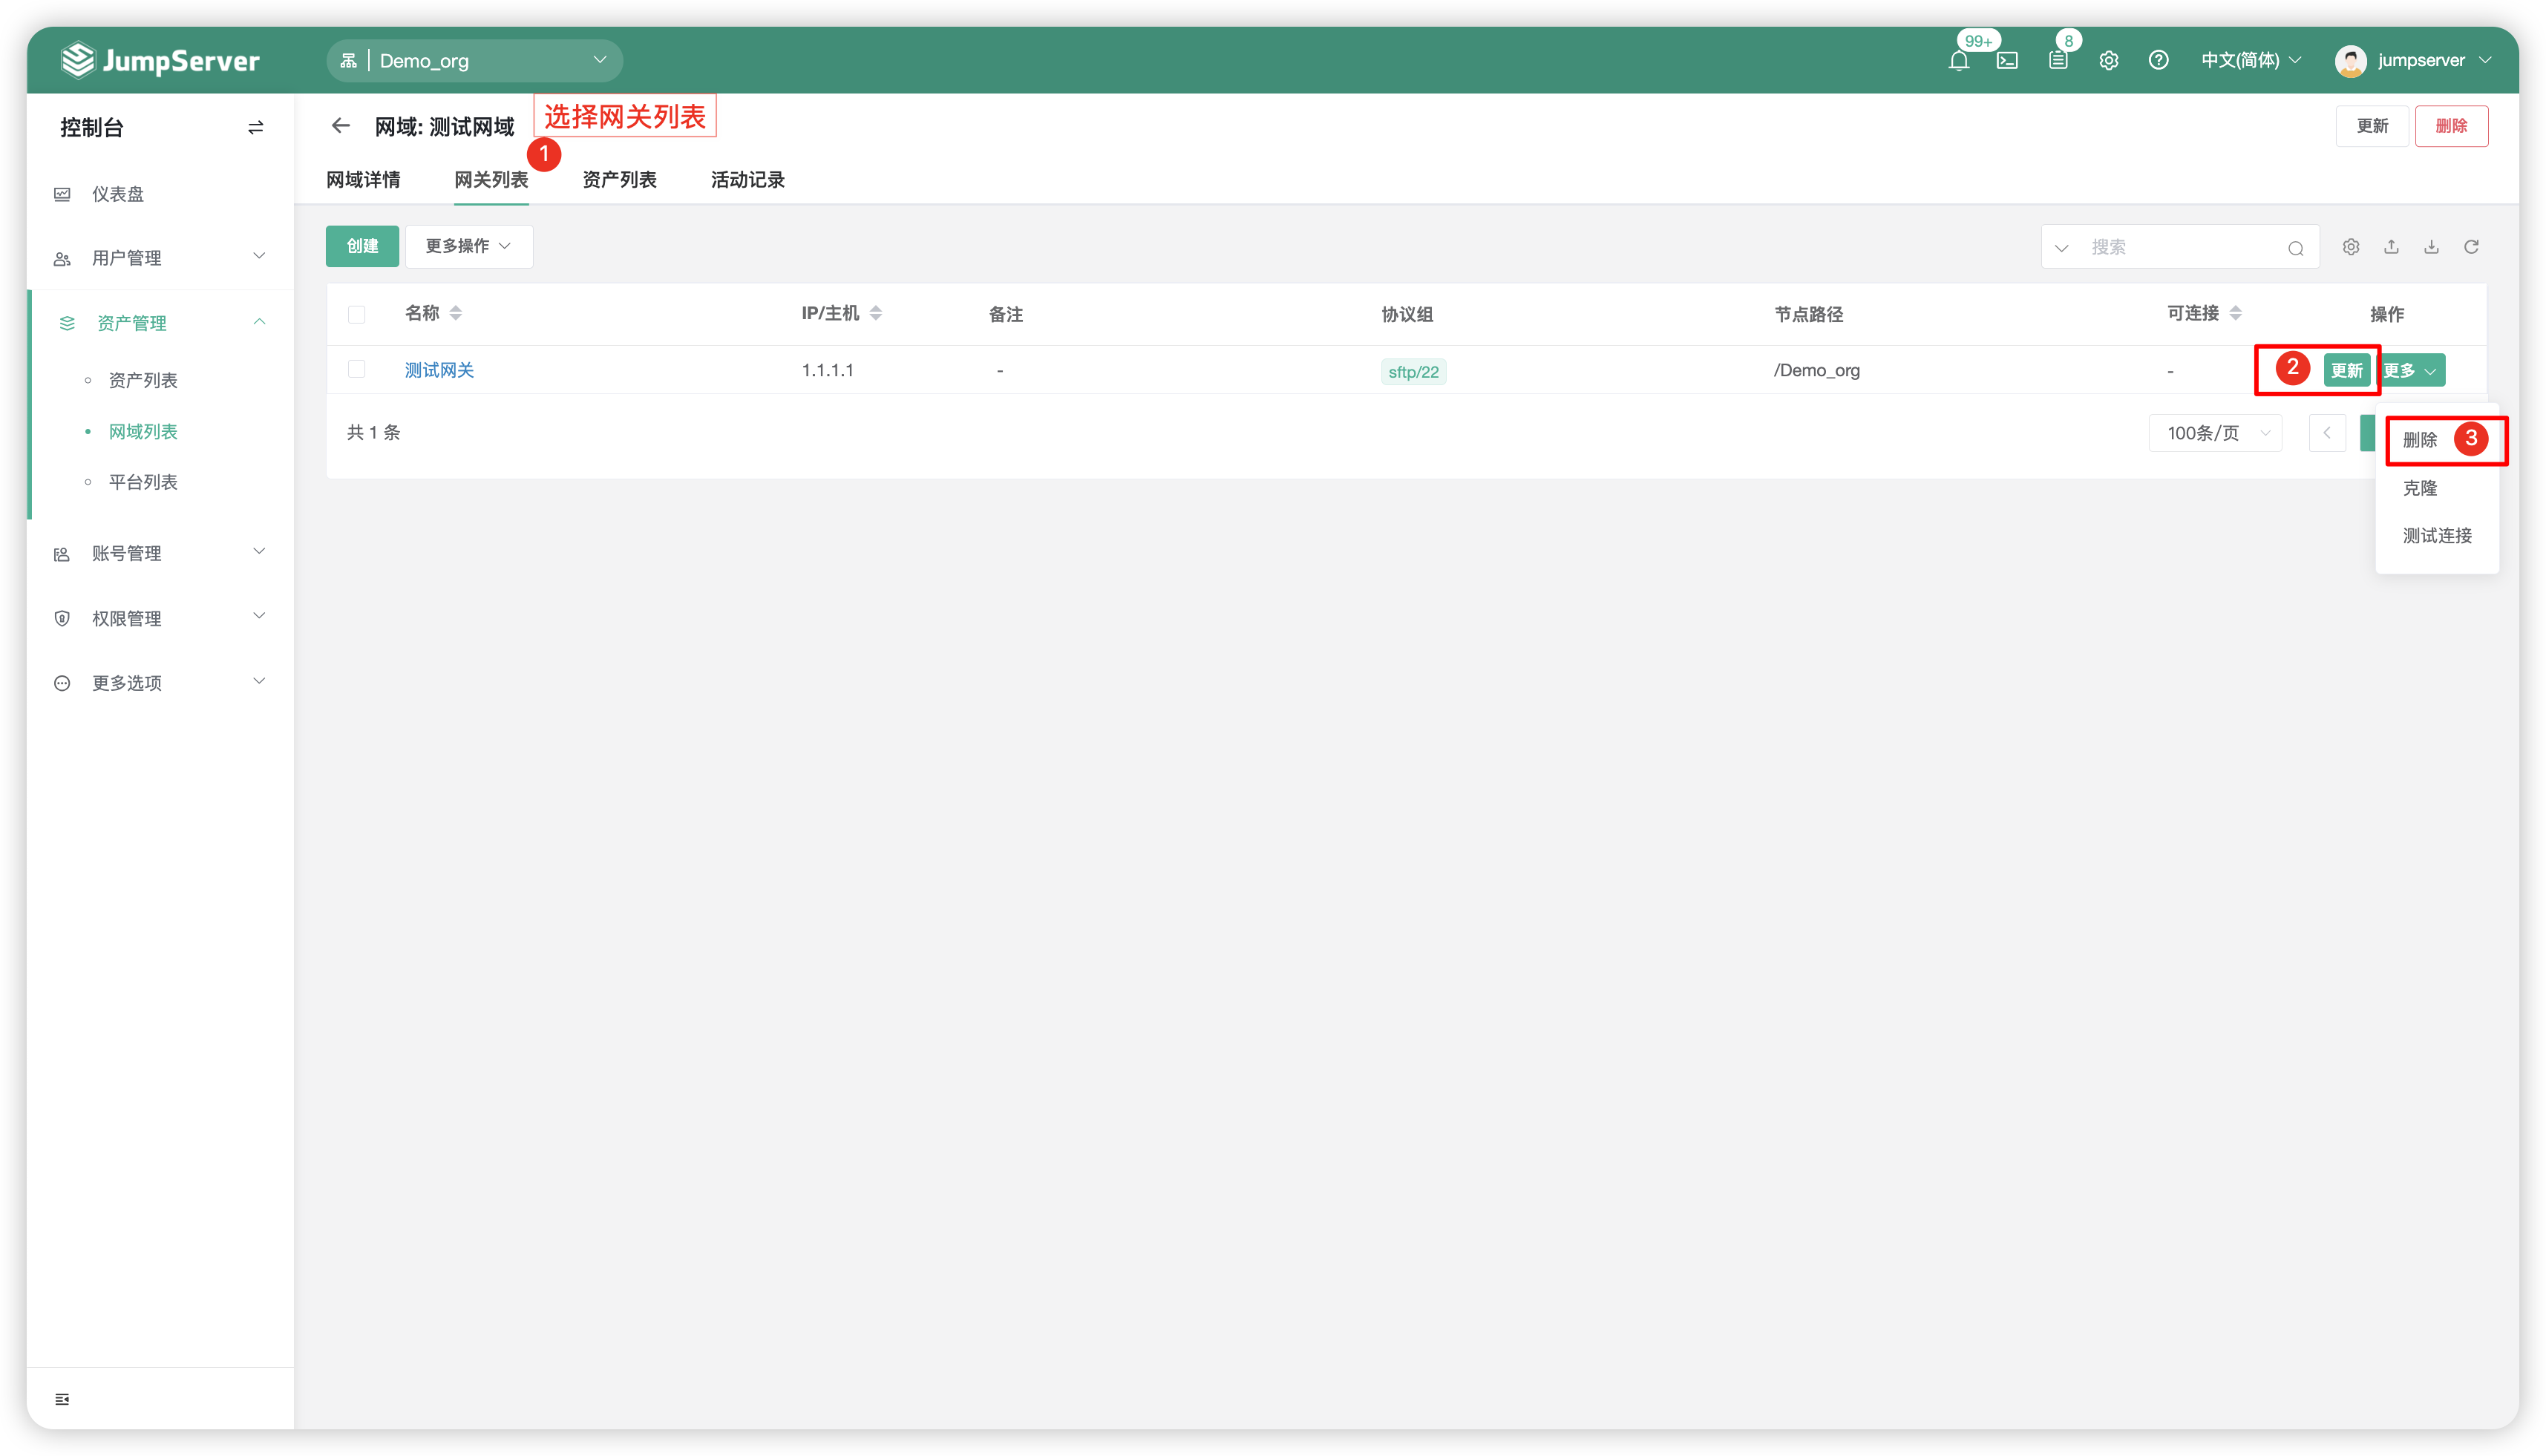 JumpServer
Demo_org
99+
8
中文(简体)
jumpserver
控制台
网域: 测试网域
选择网关列表
1
更新
删除
网域详情
网关列表
资产列表
活动记录
仪表盘
用户管理
资产管理
资产列表
网域列表
平台列表
账号管理
权限管理
更多选项
创建
更多操作
搜索
名称
IP/主机
备注
协议组
节点路径
可连接
操作
测试网关
1.1.1.1
-
sftp/22
/Demo_org
-
2
更新
更多
共 1 条
100条/页
删除
3
克隆
测试连接